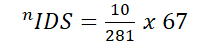 ⁿIDS = 10/281 x 67